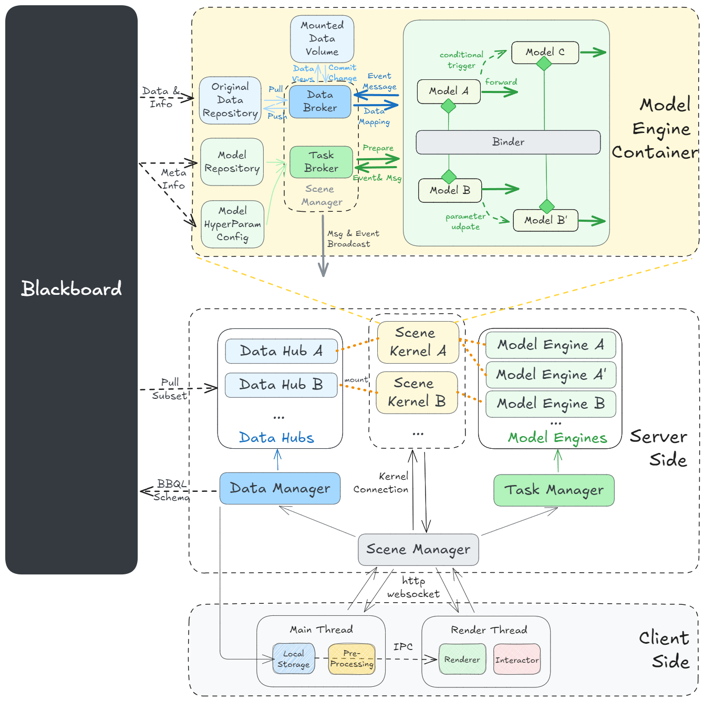 Blackboard
Data &
Info
Meta
Info
Pull
Subset
BBQL
Schema
Mounted
Data
Volume
Data
Views
Commit
Change
Original
Data
Repository
Pull
Push
Data
Broker
Event
Message
Data
Mapping
Model
Repository
Task
Broker
Prepare
Event& Msg
Scene
Manager
Model
HyperParam
Config
Msg & Event
Broadcast
conditional
trigger
Model C
Model A
forward
Binder
Model B
parameter
udpate
Model B'
Model
Engine
Container
Data Hub A
Data Hub B
...
Data Hubs
mount
Scene
Kernel A
Scene
Kernel B
...
Model Engine A
Model Engine A'
Model Engine B
...
Model Engines
Server
Side
Data Manager
Kernel
Connection
Task Manager
Scene Manager
http
websocket
Main Thread
Local
Storage
Pre-
Processing
IPC
Render Thread
Renderer
Interactor
Client
Side